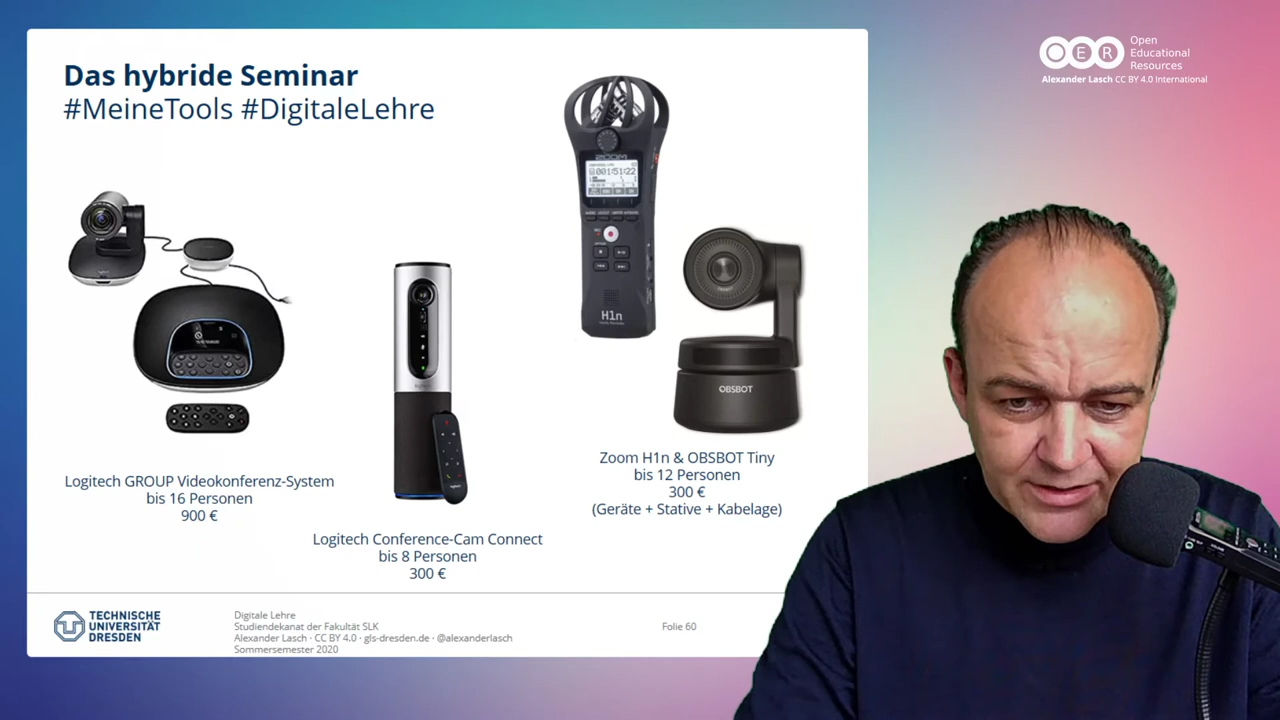 Das hybride Seminar
#MeineTools #DigitaleLehre
OER
Open
Educational
Resources
Alexander Lasch CC BY 4.0 International
ZOOM
H1n
OBSBOT
Logitech GROUP Videokonferenz-System
bis 16 Personen
900 €
Logitech Conference-Cam Connect
bis 8 Personen
300 €
Zoom H1n & OBSBOT Tiny
bis 12 Personen
300 €
(Geräte + Stative + Kabelage)
TECHNISCHE
UNIVERSITÄT
DRESDEN
Digitale Lehre
Studiendekanat der Fakultät SLK
Alexander Lasch · CC BY 4.0 · gls-dresden.de · @alexanderlasch
Sommersemester 2020
Folie 60